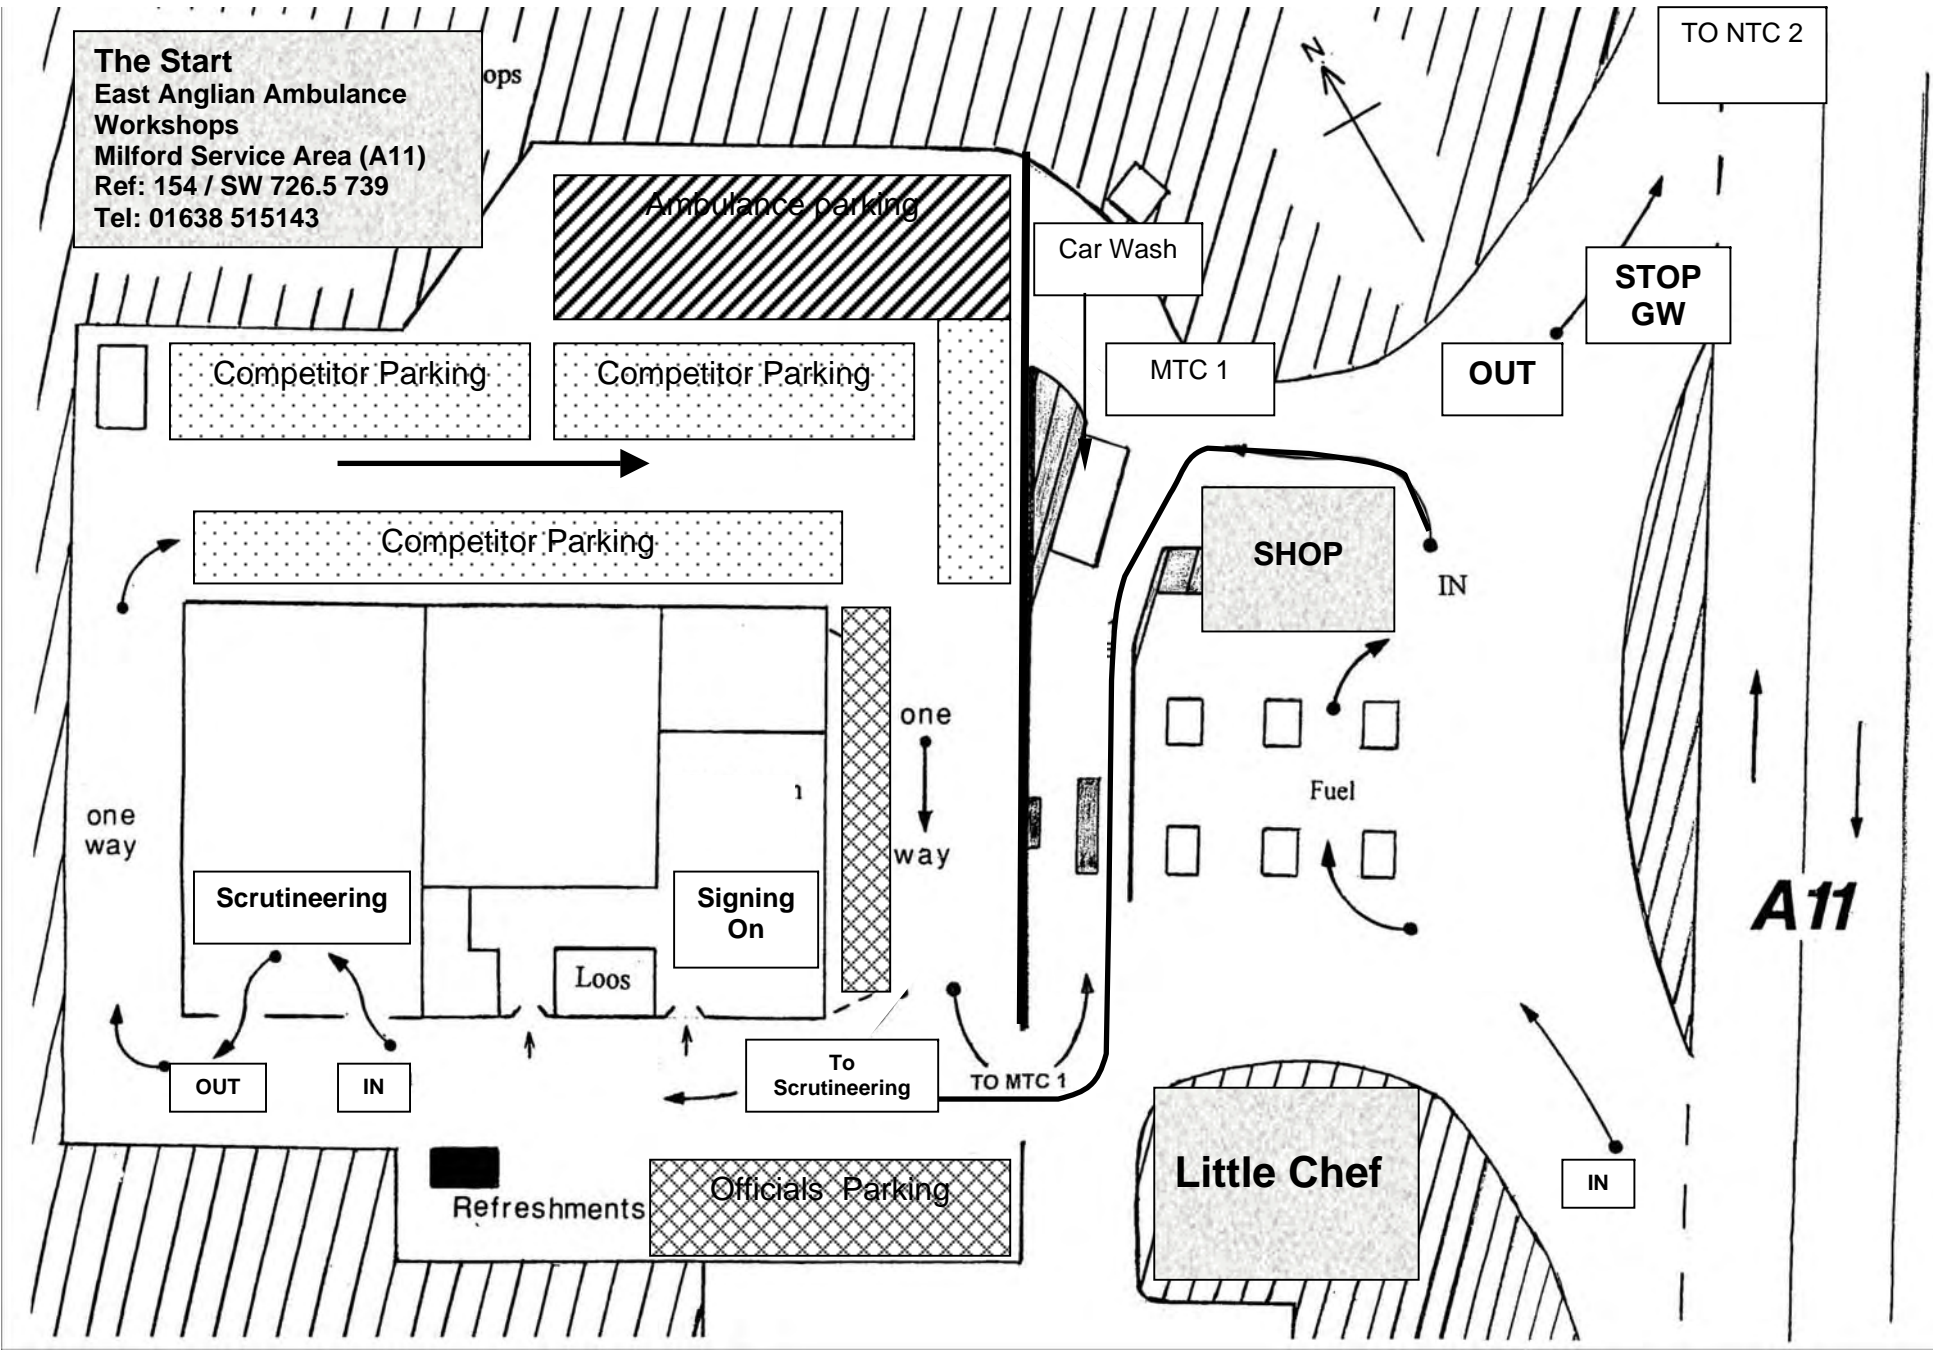 The Start
East Anglian Ambulance
Workshops
Milford Service Area (A11)
Ref: 154 / SW 726.5 739
Tel: 01638 515143
ops
N
TO NTC 2
Ambulance parking
Car Wash
STOP
GW
Competitor Parking
Competitor Parking
MTC 1
OUT
Competitor Parking
SHOP
IN
one
way
Fuel
one
way
A11
Scrutineering
Signing
On
Loos
OUT
IN
To
Scrutineering
TO MTC 1
Little Chef
IN
Refreshments
Officials Parking